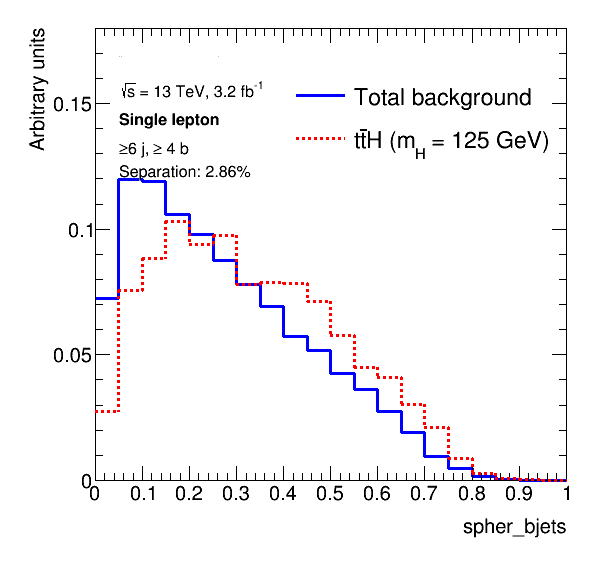 Arbitrary units
√s = 13 TeV, 3.2 fb⁻¹
Single lepton
≥6 j, ≥ 4 b
Separation: 2.86%
Total background
tt̄H (m_H = 125 GeV)
0.15
0.1
0.05
0
0 0.1 0.2 0.3 0.4 0.5 0.6 0.7 0.8 0.9 1
spher_bjets